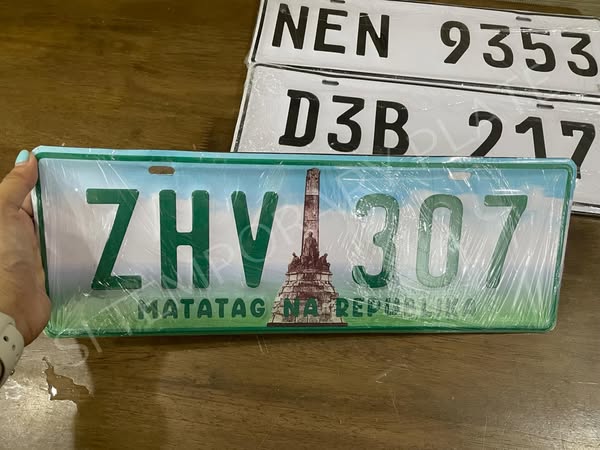 NEN 9353
D3B 217
ZHV 307
MATATAG NA REPUBLIKA